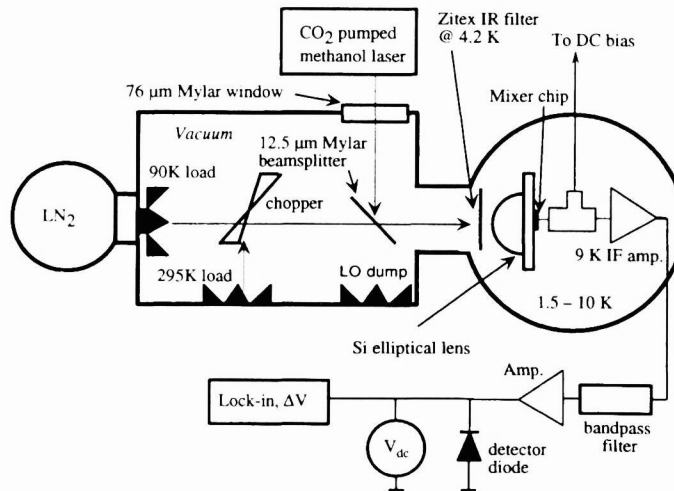 CO2 pumped
methanol laser
Zitex IR filter
@ 4.2 K
To DC bias
76 µm Mylar window
Mixer chip
Vacuum
12.5 µm Mylar
beamsplitter
90K load
chopper
LN2
9 K IF amp.
295K load
LO dump
1.5 – 10 K
Si elliptical lens
Amp.
Lock-in, ΔV
bandpass
filter
Vdc
detector
diode